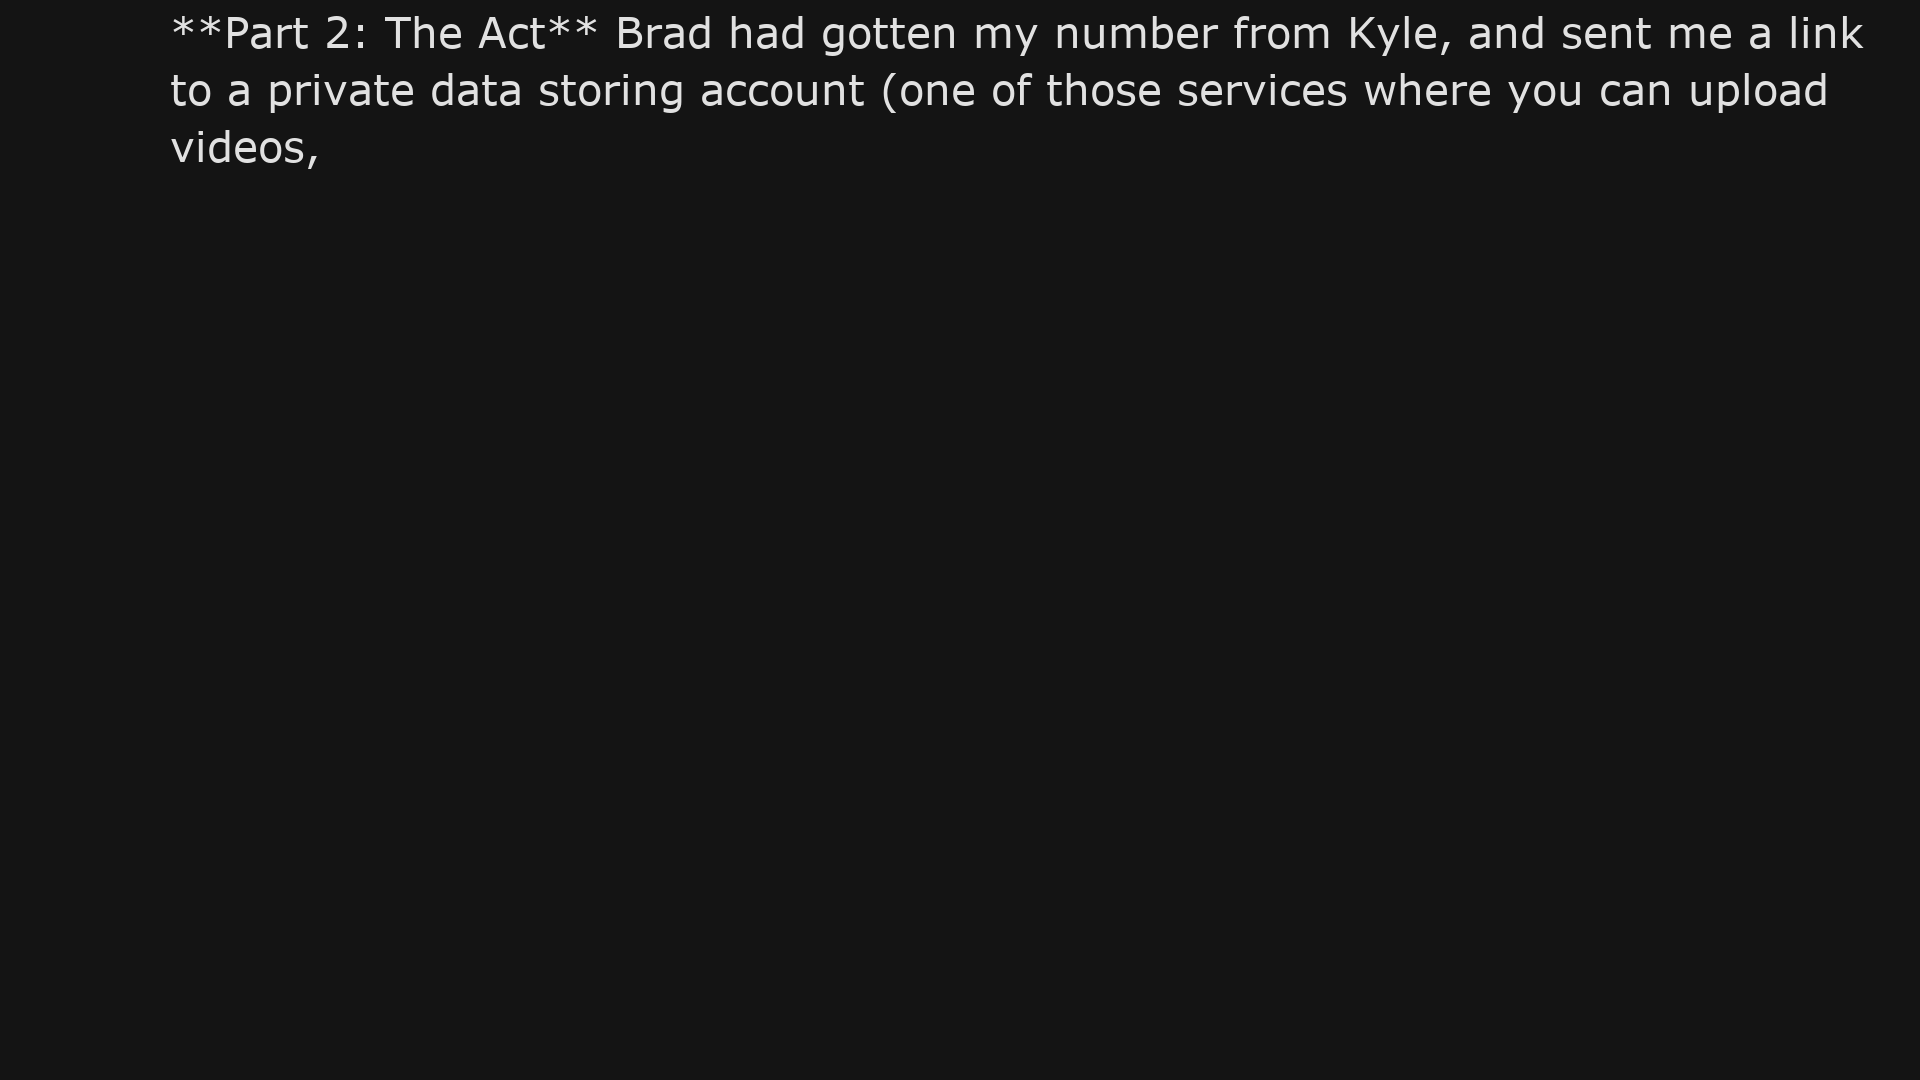 **Part 2: The Act** Brad had gotten my number from Kyle, and sent me a link
to a private data storing account (one of those services where you can upload
videos,